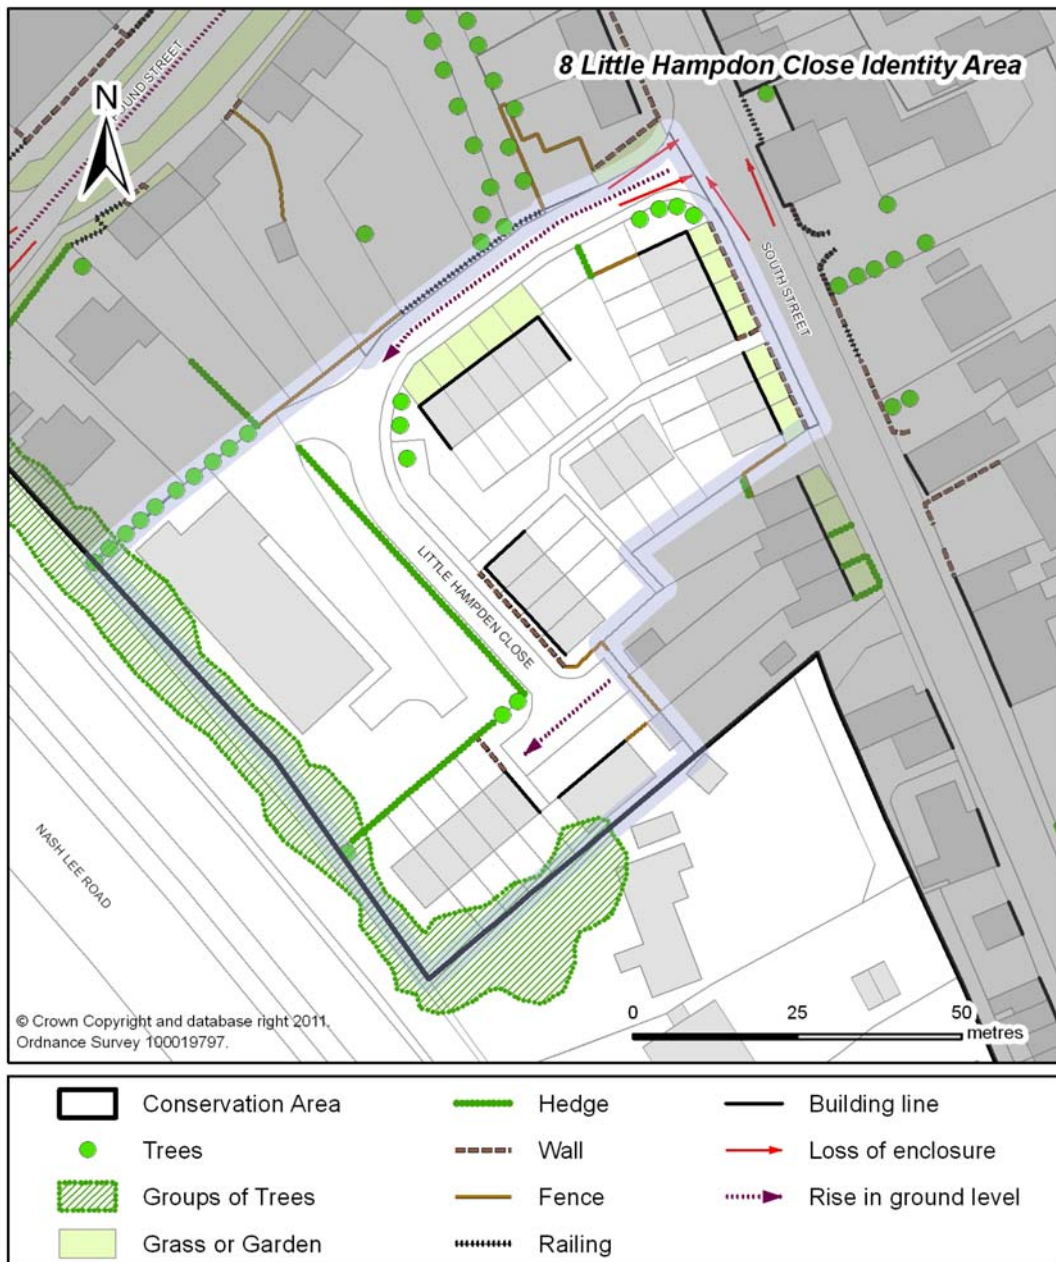 8 Little Hampdon Close Identity Area
N
OUND STREET
SOUTH STREET
LITTLE HAMPDEN CLOSE
NASH LEE ROAD
© Crown Copyright and database right 2011.
Ordnance Survey 100019797.
0 25 50
metres
Conservation Area
Trees
Groups of Trees
Grass or Garden
Hedge
Wall
Fence
Railing
Building line
Loss of enclosure
Rise in ground level